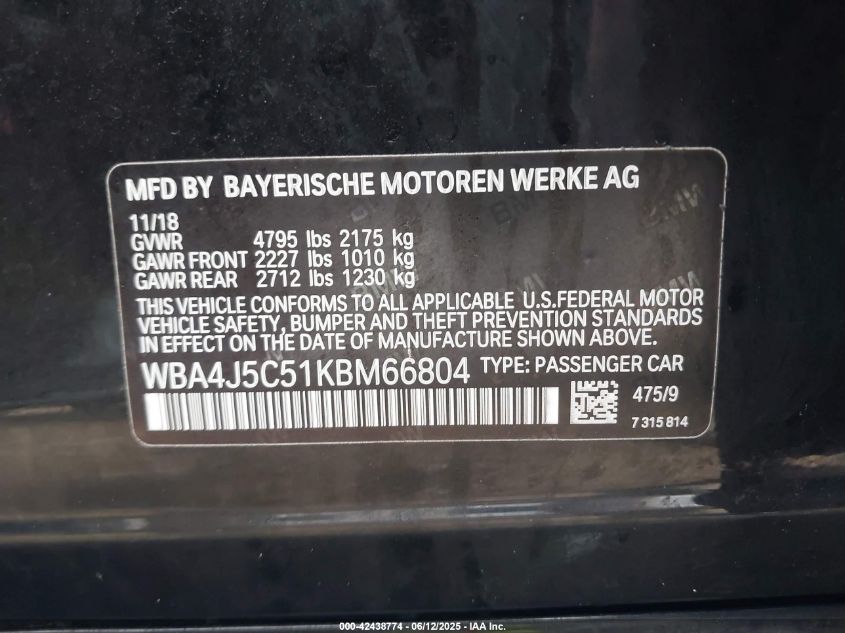 MFD BY BAYERISCHE MOTOREN WERKE AG
11/18
GVWR 4795 lbs 2175 kg
GAWR FRONT 2227 lbs 1010 kg
GAWR REAR 2712 lbs 1230 kg
THIS VEHICLE CONFORMS TO ALL APPLICABLE U.S.FEDERAL MOTOR
VEHICLE SAFETY, BUMPER AND THEFT PREVENTION STANDARDS
IN EFFECT ON THE DATE OF MANUFACTURE SHOWN ABOVE.
WBA4J5C51KBM66804 TYPE: PASSENGER CAR
475/9
7 315 814
000-42438774 - 06/12/2025 - IAA Inc.